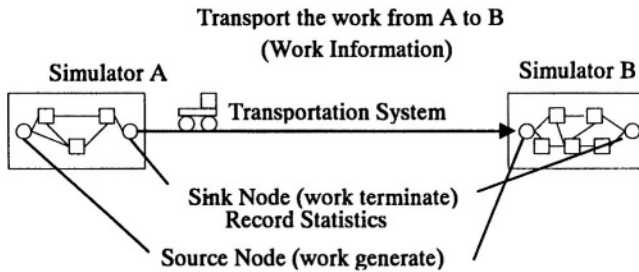 Transport the work from A to B
(Work Information)
Simulator A
Simulator B
Transportation System
Sink Node (work terminate)
Record Statistics
Source Node (work generate)